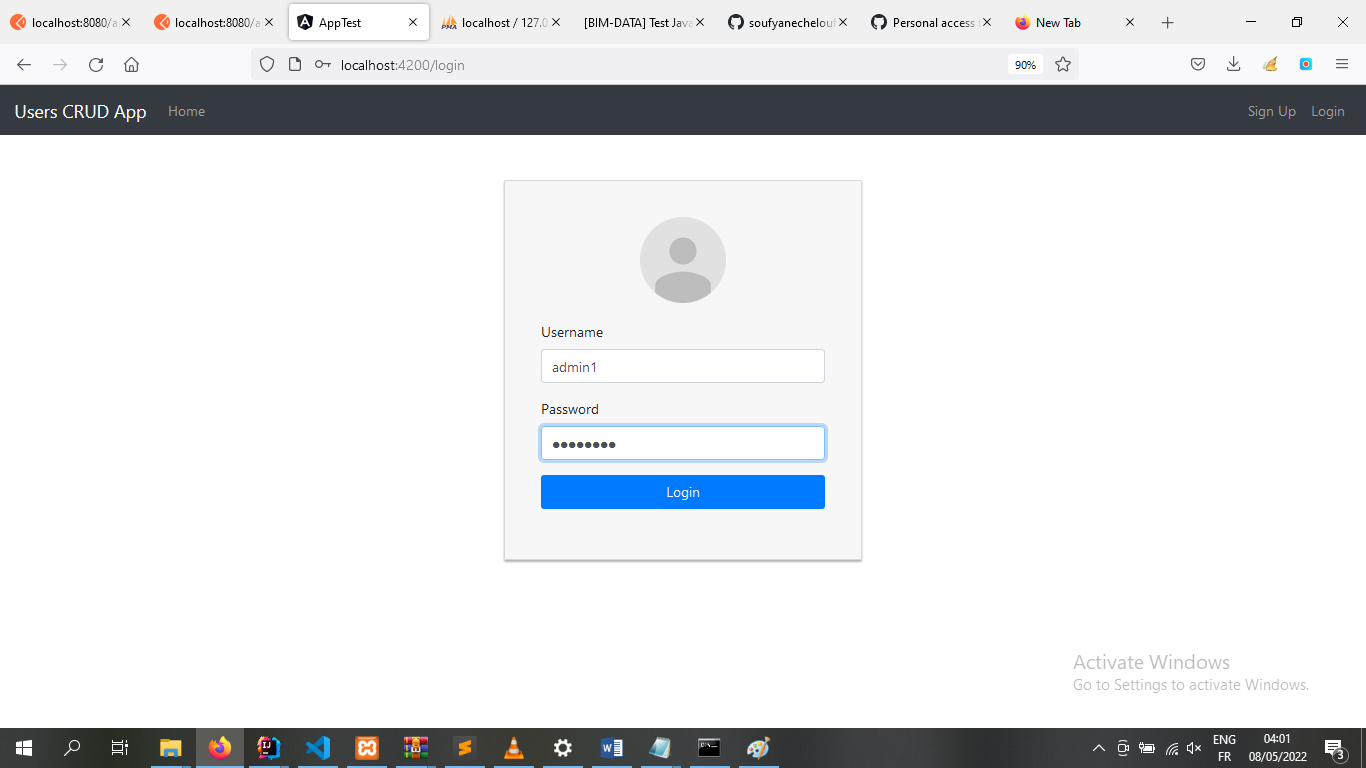 localhost:8080/a
localhost:8080/a
AppTest
localhost / 127.0
[BIM-DATA] Test Java
soufyanechelouf
Personal access
New Tab
localhost:4200/login
90%
Users CRUD App
Home
Sign Up
Login
Username
admin1
Password
••••••••
Login
Activate Windows
Go to Settings to activate Windows.
ENG
FR
04:01
08/05/2022
3